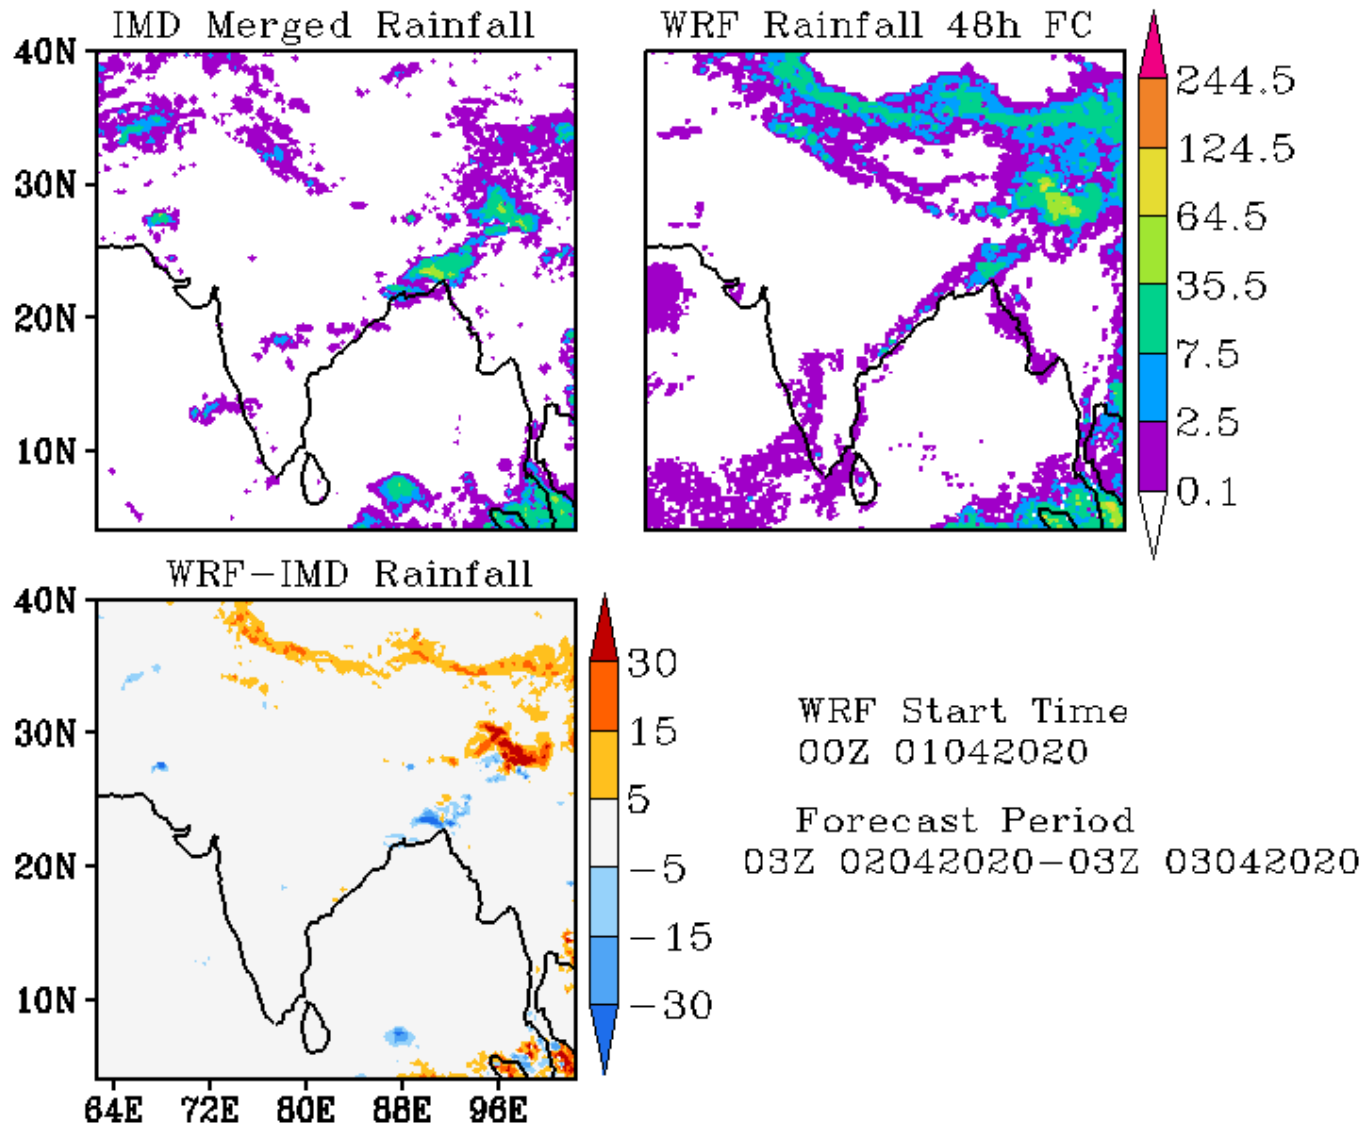 IMD Merged Rainfall
WRF Rainfall 48h FC
40N
30N
20N
10N
244.5
124.5
64.5
35.5
7.5
2.5
0.1
WRF-IMD Rainfall
40N
30N
20N
10N
64E 72E 80E 88E 96E
30
15
5
-5
-15
-30
WRF Start Time
00Z 01042020
Forecast Period
03Z 02042020-03Z 03042020